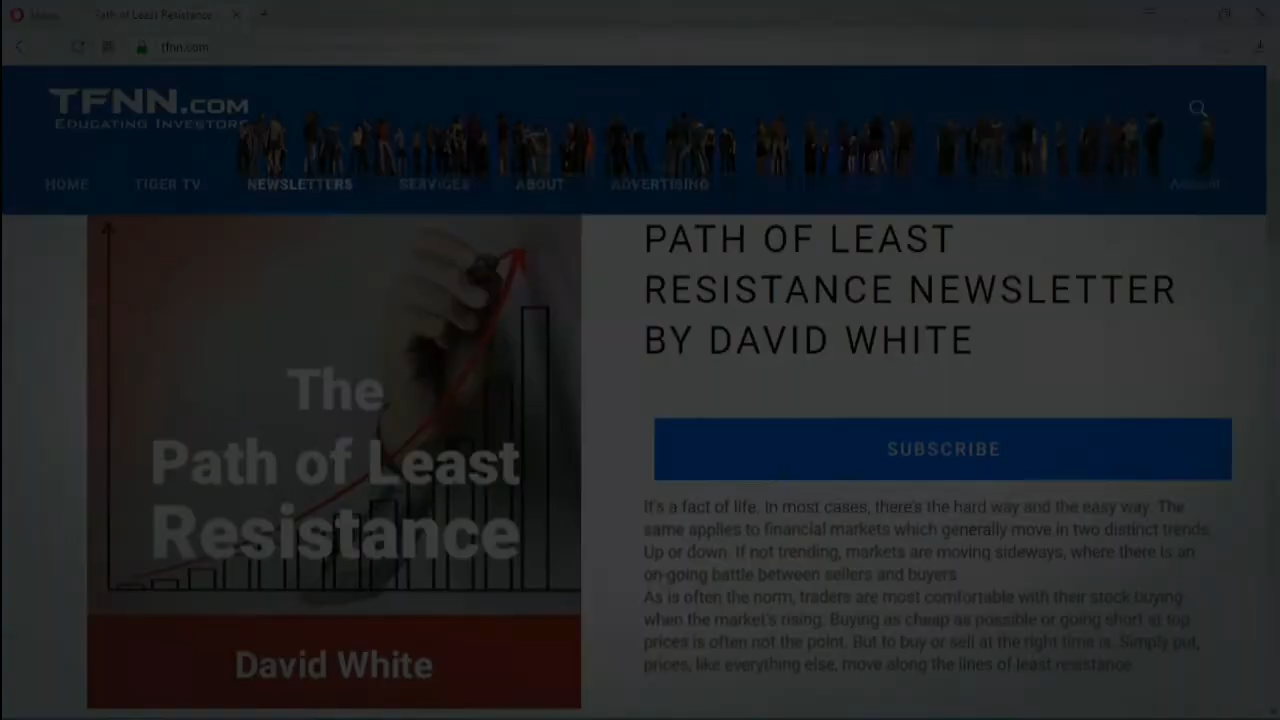 Path of Least Resistance
tfnn.com
TFNN.COM
EDUCATING INVESTORS
HOME
TIGER TV
NEWSLETTERS
SERVICES
ABOUT
ADVERTISING
Account
The
Path of Least
Resistance
David White
PATH OF LEAST
RESISTANCE NEWSLETTER
BY DAVID WHITE
SUBSCRIBE
It's a fact of life. In most cases, there's the hard way and the easy way. The
same applies to financial markets which generally move in two distinct trends.
Up or down. If not trending, markets are moving sideways, where there is an
on-going battle between sellers and buyers.
As is often the norm, traders are most comfortable with their stock buying
when the market's rising. Buying as cheap as possible or going short at top
prices is often not the point. But to buy or sell at the right time is. Simply put,
prices, like everything else, move along the lines of least resistance.